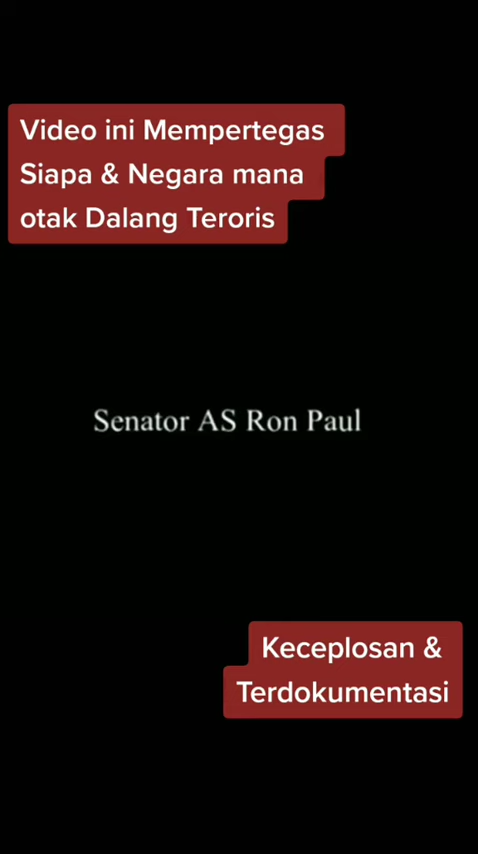 Video ini Mempertegas
Siapa & Negara mana
otak Dalang Teroris
Senator AS Ron Paul
Keceplosan &
Terdokumentasi